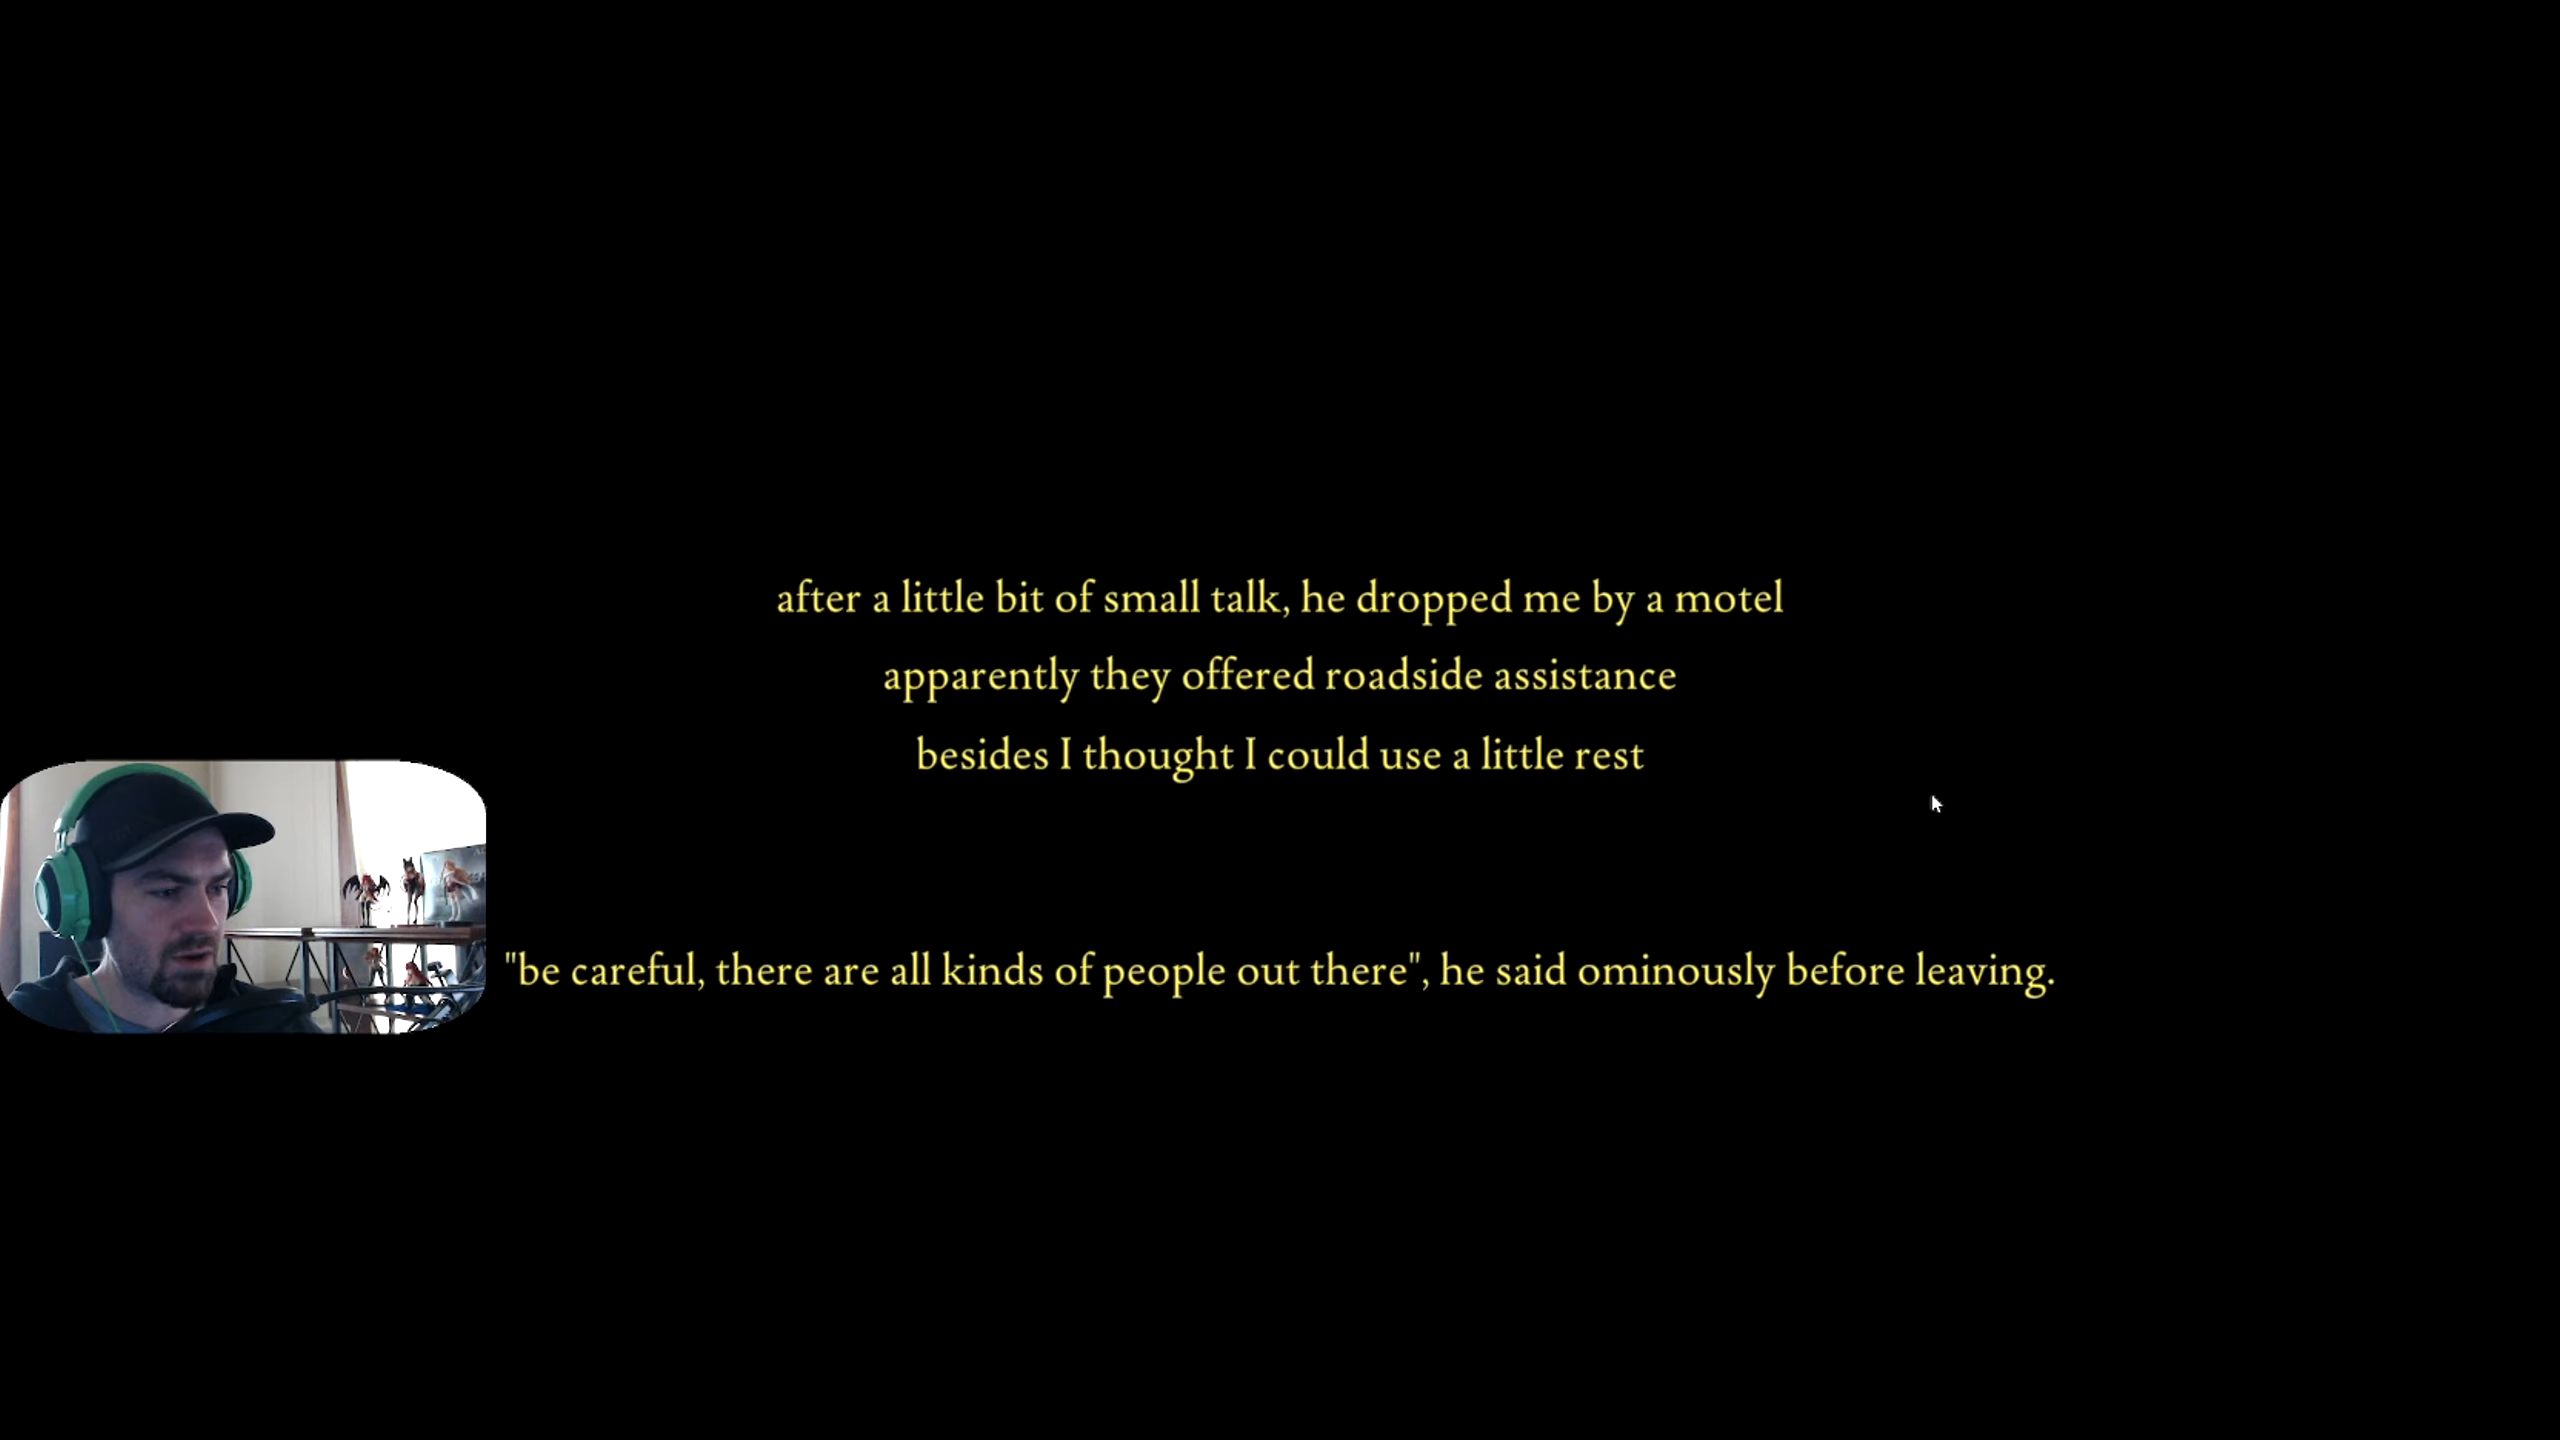 after a little bit of small talk, he dropped me by a motel
apparently they offered roadside assistance
besides I thought I could use a little rest
"be careful, there are all kinds of people out there", he said ominously before leaving.